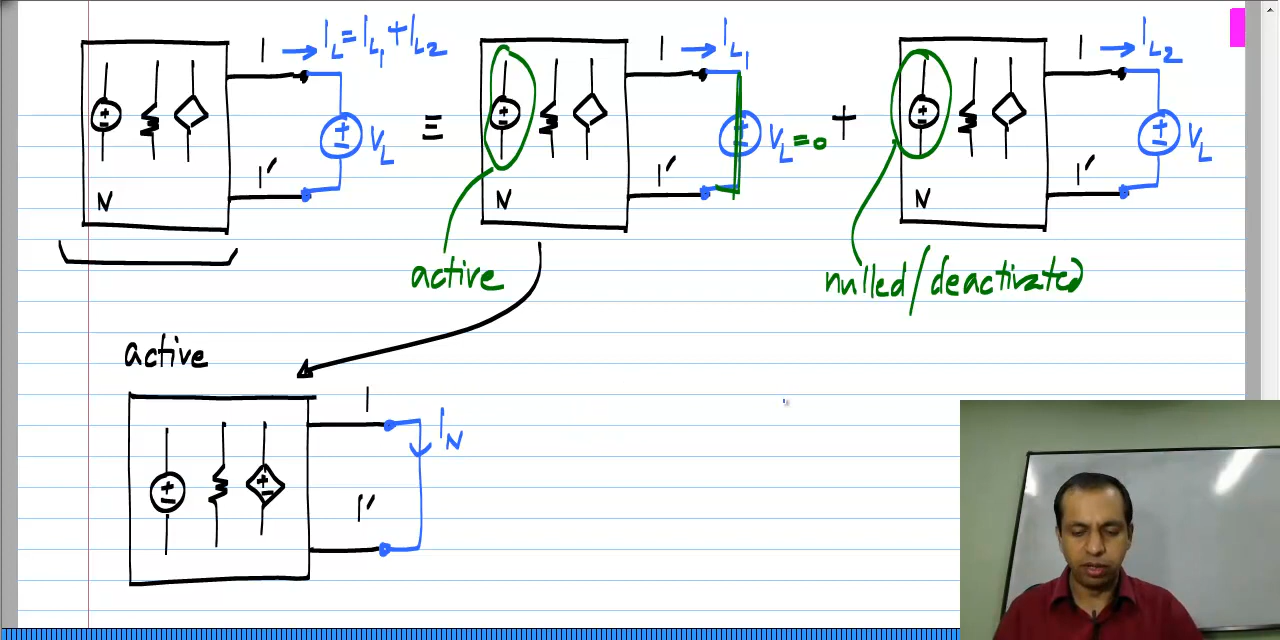 1 I_L = I_L1 + I_L2
V_L
1'
N
≡
1 I_L1
V_L = 0
1'
N
+
1 I_L2
V_L
1'
N
active
nulled/deactivated
active
1 I_N
1'